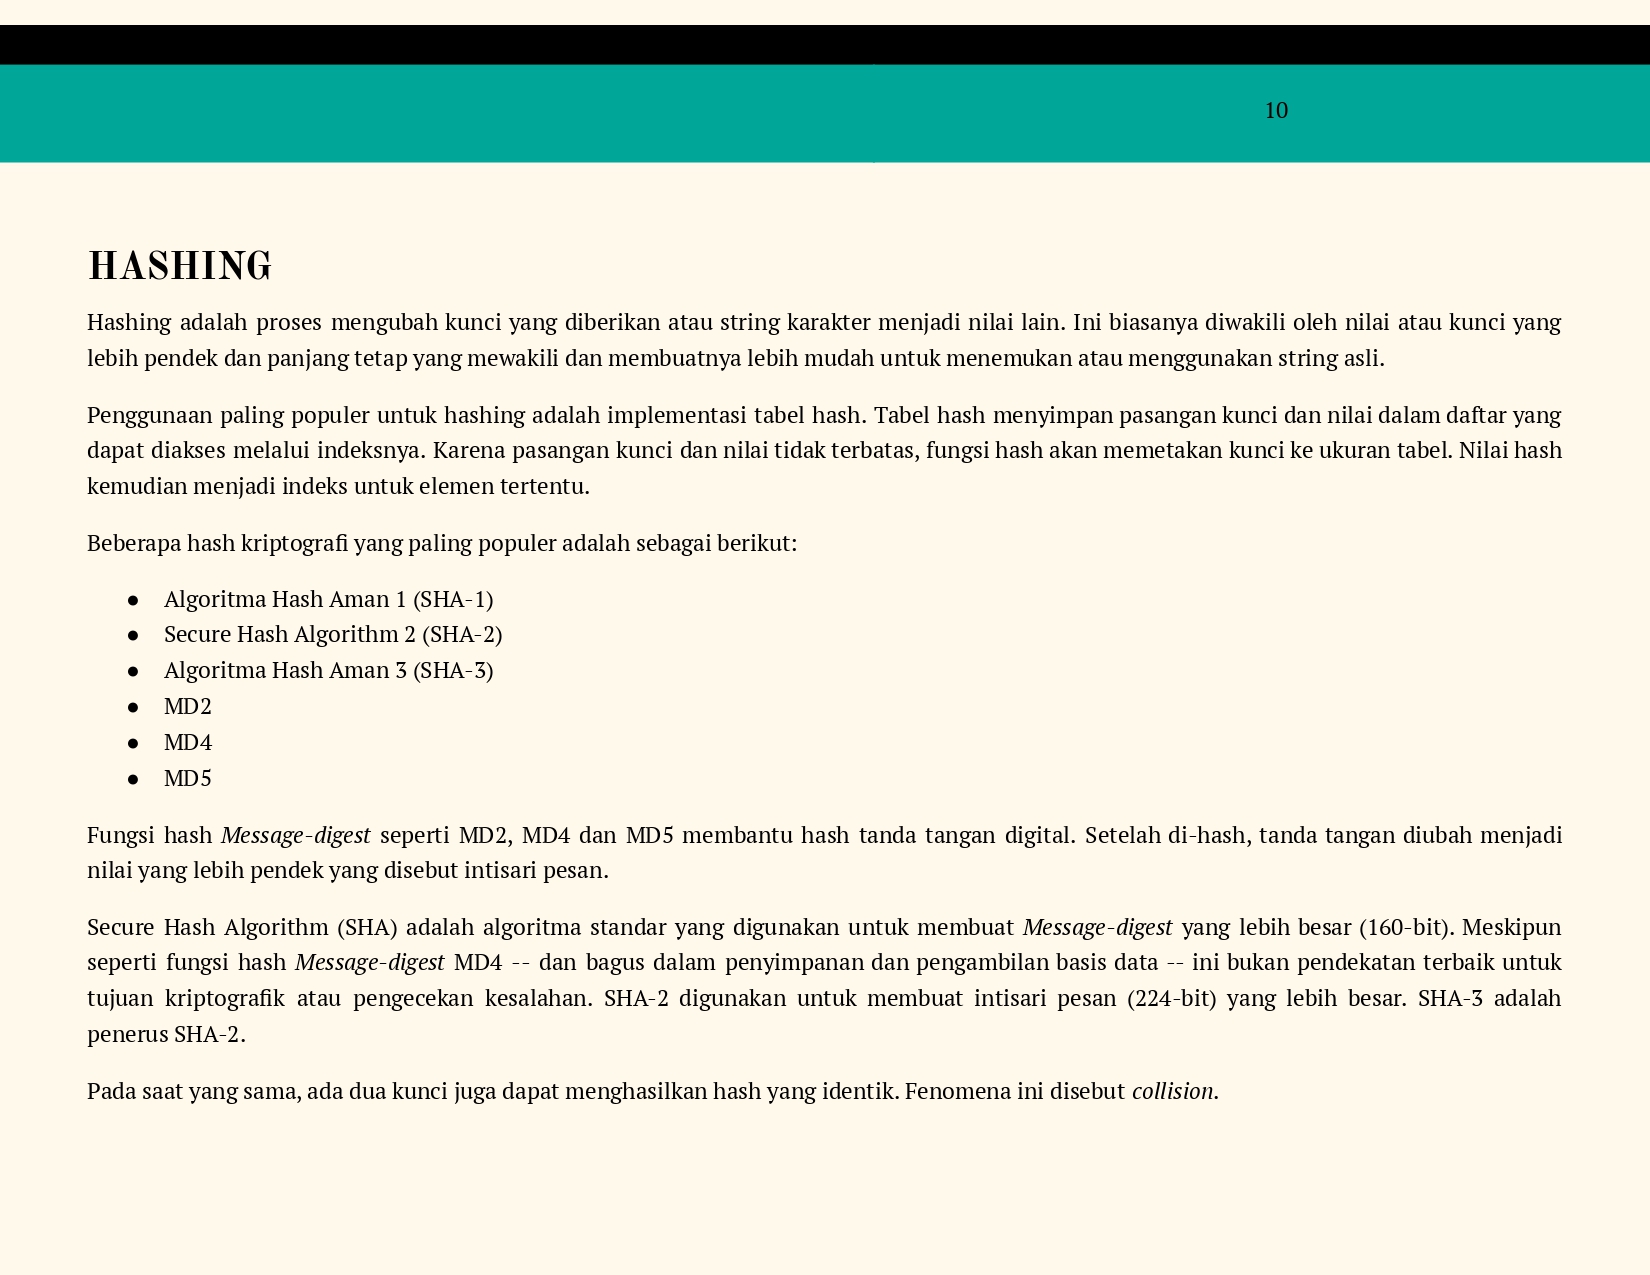 10
HASHING
Hashing adalah proses mengubah kunci yang diberikan atau string karakter menjadi nilai lain. Ini biasanya diwakili oleh nilai atau kunci yang
lebih pendek dan panjang tetap yang mewakili dan membuatnya lebih mudah untuk menemukan atau menggunakan string asli.
Penggunaan paling populer untuk hashing adalah implementasi tabel hash. Tabel hash menyimpan pasangan kunci dan nilai dalam daftar yang
dapat diakses melalui indeksnya. Karena pasangan kunci dan nilai tidak terbatas, fungsi hash akan memetakan kunci ke ukuran tabel. Nilai hash
kemudian menjadi indeks untuk elemen tertentu.
Beberapa hash kriptografi yang paling populer adalah sebagai berikut:
● Algoritma Hash Aman 1 (SHA-1)
● Secure Hash Algorithm 2 (SHA-2)
● Algoritma Hash Aman 3 (SHA-3)
● MD2
● MD4
● MD5
Fungsi hash Message-digest seperti MD2, MD4 dan MD5 membantu hash tanda tangan digital. Setelah di-hash, tanda tangan diubah menjadi
nilai yang lebih pendek yang disebut intisari pesan.
Secure Hash Algorithm (SHA) adalah algoritma standar yang digunakan untuk membuat Message-digest yang lebih besar (160-bit). Meskipun
seperti fungsi hash Message-digest MD4 -- dan bagus dalam penyimpanan dan pengambilan basis data -- ini bukan pendekatan terbaik untuk
tujuan kriptografik atau pengecekan kesalahan. SHA-2 digunakan untuk membuat intisari pesan (224-bit) yang lebih besar. SHA-3 adalah
penerus SHA-2.
Pada saat yang sama, ada dua kunci juga dapat menghasilkan hash yang identik. Fenomena ini disebut collision.